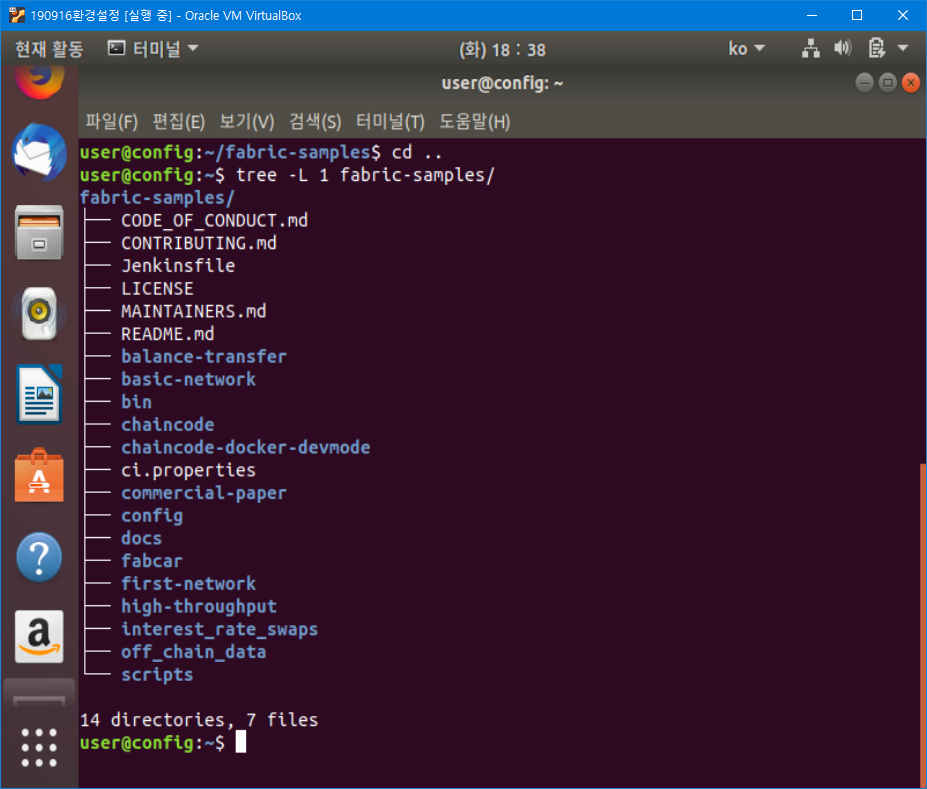 190916환경설정 [실행 중] - Oracle VM VirtualBox
현재 활동 터미널 (화) 18 : 38 ko
user@config: ~
파일(F) 편집(E) 보기(V) 검색(S) 터미널(T) 도움말(H)
user@config:~/fabric-samples$ cd ..
user@config:~$ tree -L 1 fabric-samples/
fabric-samples/
├── CODE_OF_CONDUCT.md
├── CONTRIBUTING.md
├── Jenkinsfile
├── LICENSE
├── MAINTAINERS.md
├── README.md
├── balance-transfer
├── basic-network
├── bin
├── chaincode
├── chaincode-docker-devmode
├── ci.properties
├── commercial-paper
├── config
├── docs
├── fabcar
├── first-network
├── high-throughput
├── interest_rate_swaps
├── off_chain_data
└── scripts
14 directories, 7 files
user@config:~$